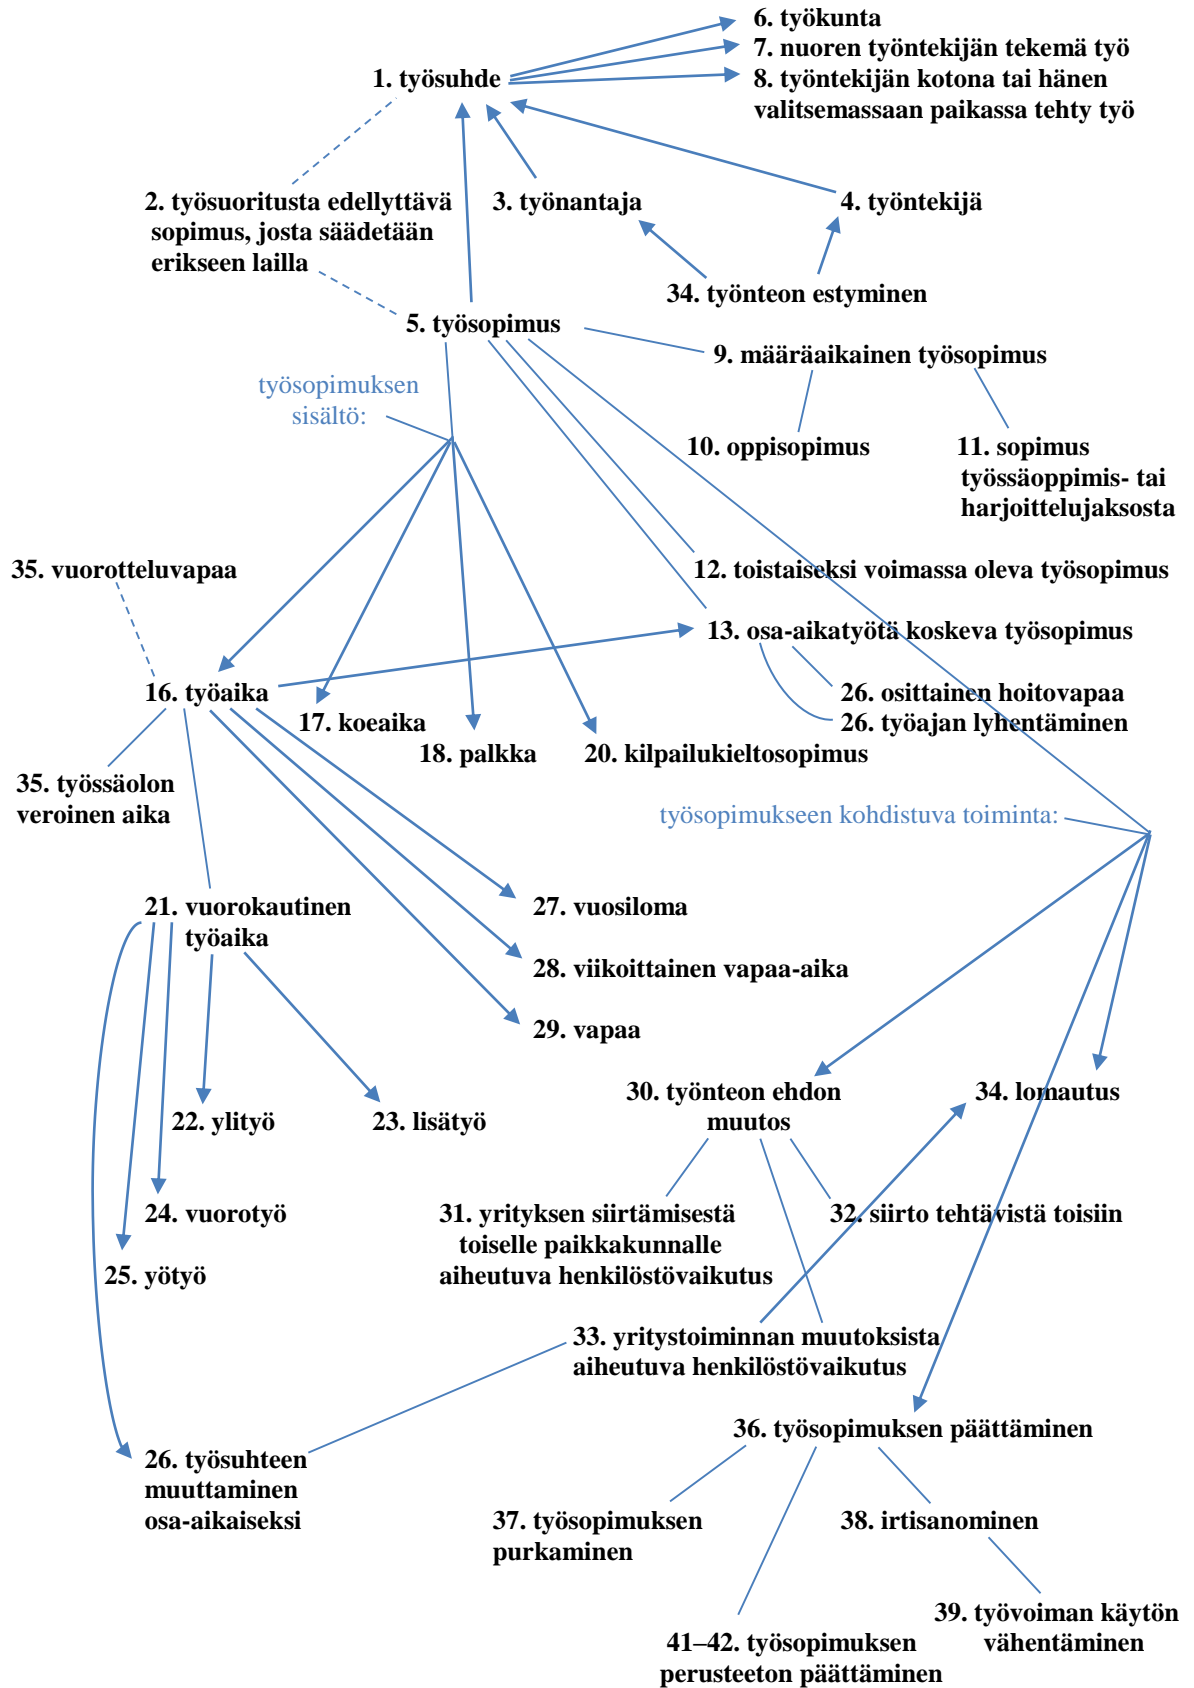 6. työkunta
7. nuoren työntekijän tekemä työ
1. työsuhde
8. työntekijän kotona tai hänen
valitsemassaan paikassa tehty työ
2. työsuoritusta edellyttävä
sopimus, josta säädetään
erikseen lailla
3. työnantaja
4. työntekijä
34. työnteon estyminen
5. työsopimus
9. määräaikainen työsopimus
työsopimuksen
sisältö:
10. oppisopimus
11. sopimus
työssäoppimis- tai
harjoittelujaksosta
35. vuorotteluvapaa
12. toistaiseksi voimassa oleva työsopimus
13. osa-aikatyötä koskeva työsopimus
16. työaika
26. osittainen hoitovapaa
17. koeaika
26. työajan lyhentäminen
18. palkka
20. kilpailukieltosopimus
35. työssäolon
veroinen aika
työsopimukseen kohdistuva toiminta:
21. vuorokautinen
työaika
27. vuosiloma
28. viikoittainen vapaa-aika
29. vapaa
30. työnteon ehdon
muutos
34. lomautus
22. ylityö
23. lisätyö
24. vuorotyö
31. yrityksen siirtämisestä
toiselle paikkakunnalle
aiheutuva henkilöstövaikutus
32. siirto tehtävistä toisiin
25. yötyö
33. yritystoiminnan muutoksista
aiheutuva henkilöstövaikutus
36. työsopimuksen päättäminen
26. työsuhteen
muuttaminen
osa-aikaiseksi
37. työsopimuksen
purkaminen
38. irtisanominen
39. työvoiman käytön
vähentäminen
41–42. työsopimuksen
perusteeton päättäminen